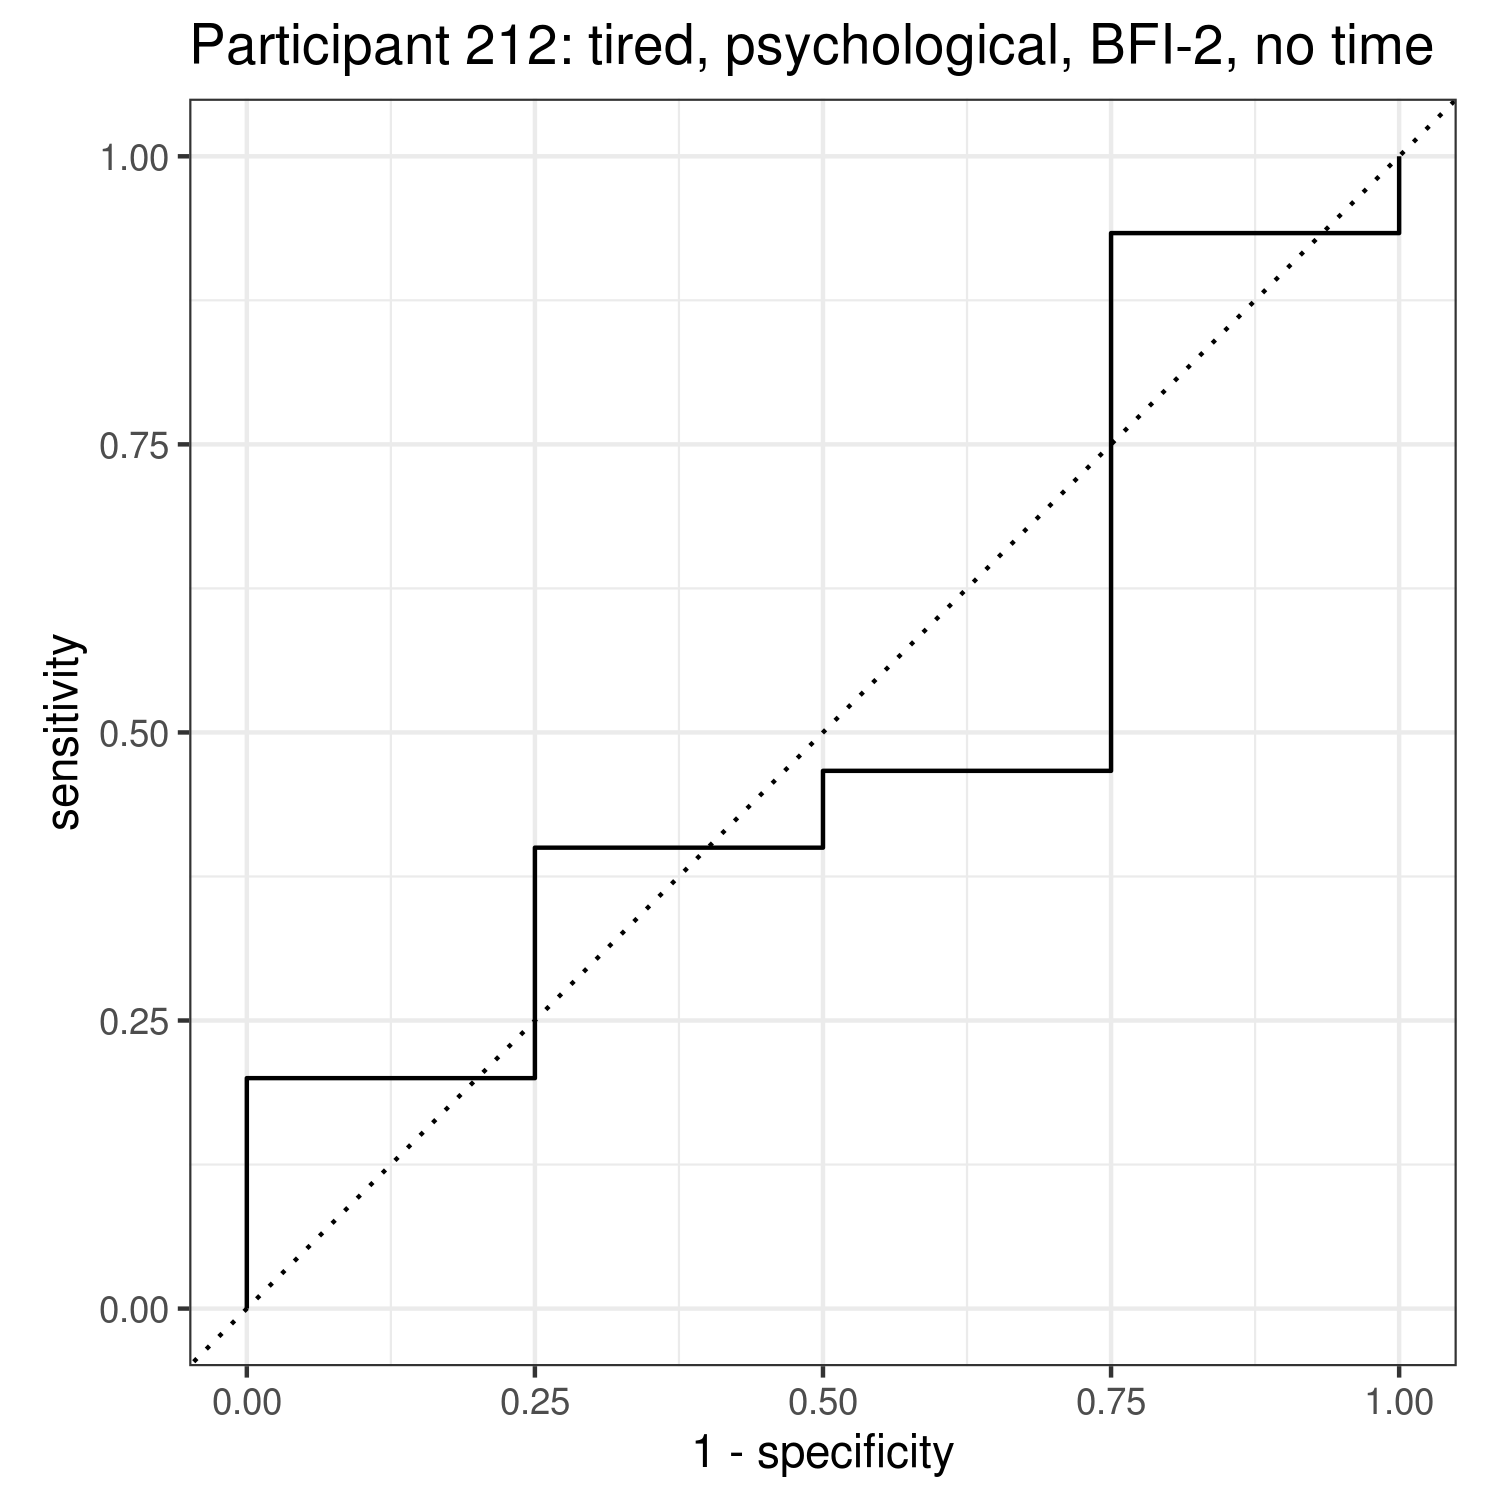 Participant 212: tired, psychological, BFI-2, no time
1.00
0.75
0.50
0.25
0.00
sensitivity
0.00 0.25 0.50 0.75 1.00
1 - specificity